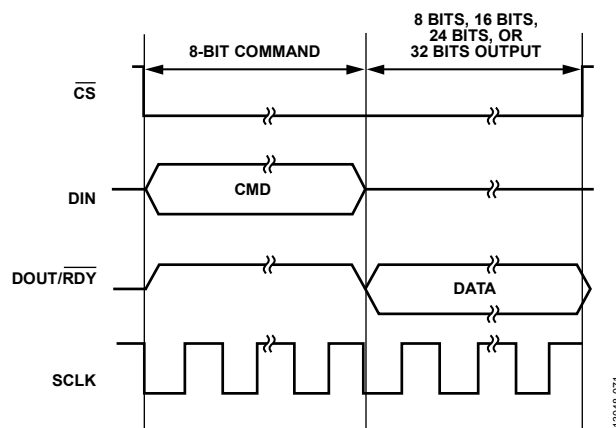 8 BITS, 16 BITS,
24 BITS, OR
32 BITS OUTPUT
8-BIT COMMAND
CS
DIN
CMD
DOUT/RDY
DATA
SCLK